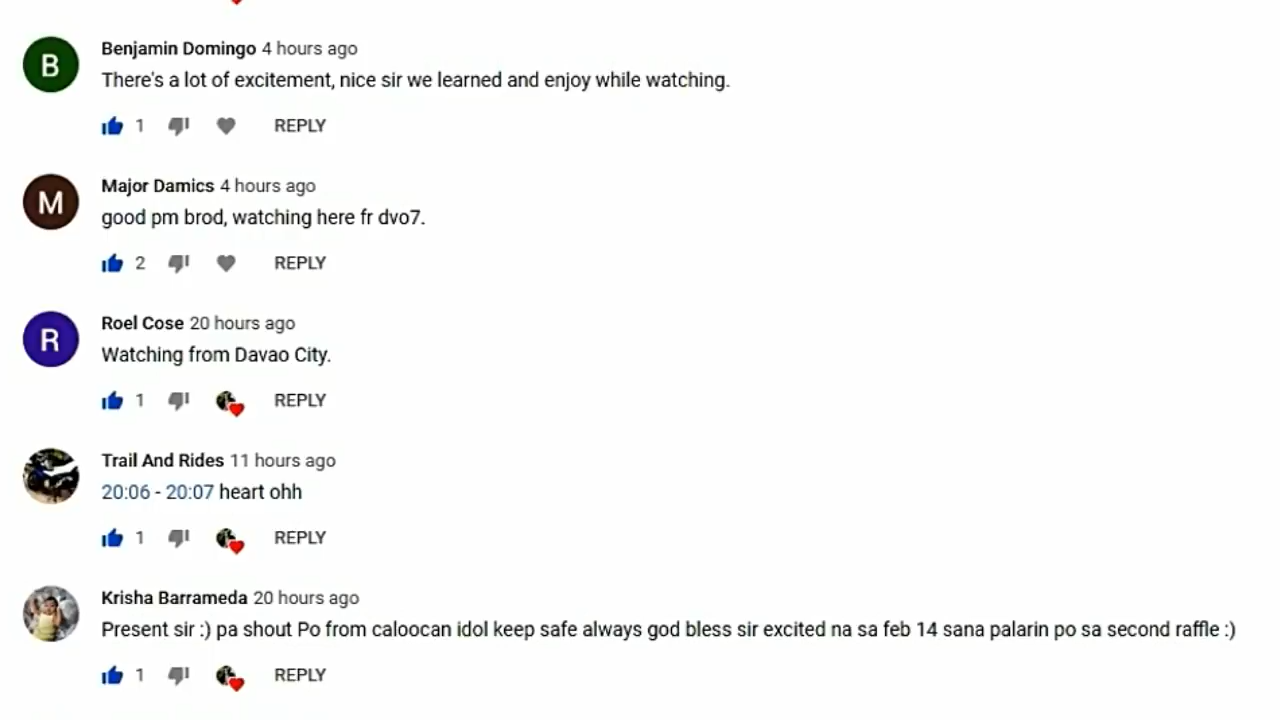 B
Benjamin Domingo 4 hours ago
There's a lot of excitement, nice sir we learned and enjoy while watching.
1 REPLY
M
Major Damics 4 hours ago
good pm brod, watching here fr dvo7.
2 REPLY
R
Roel Cose 20 hours ago
Watching from Davao City.
1 REPLY
Trail And Rides 11 hours ago
20:06 - 20:07 heart ohh
1 REPLY
Krisha Barrameda 20 hours ago
Present sir :) pa shout Po from caloocan idol keep safe always god bless sir excited na sa feb 14 sana palarin po sa second raffle :)
1 REPLY